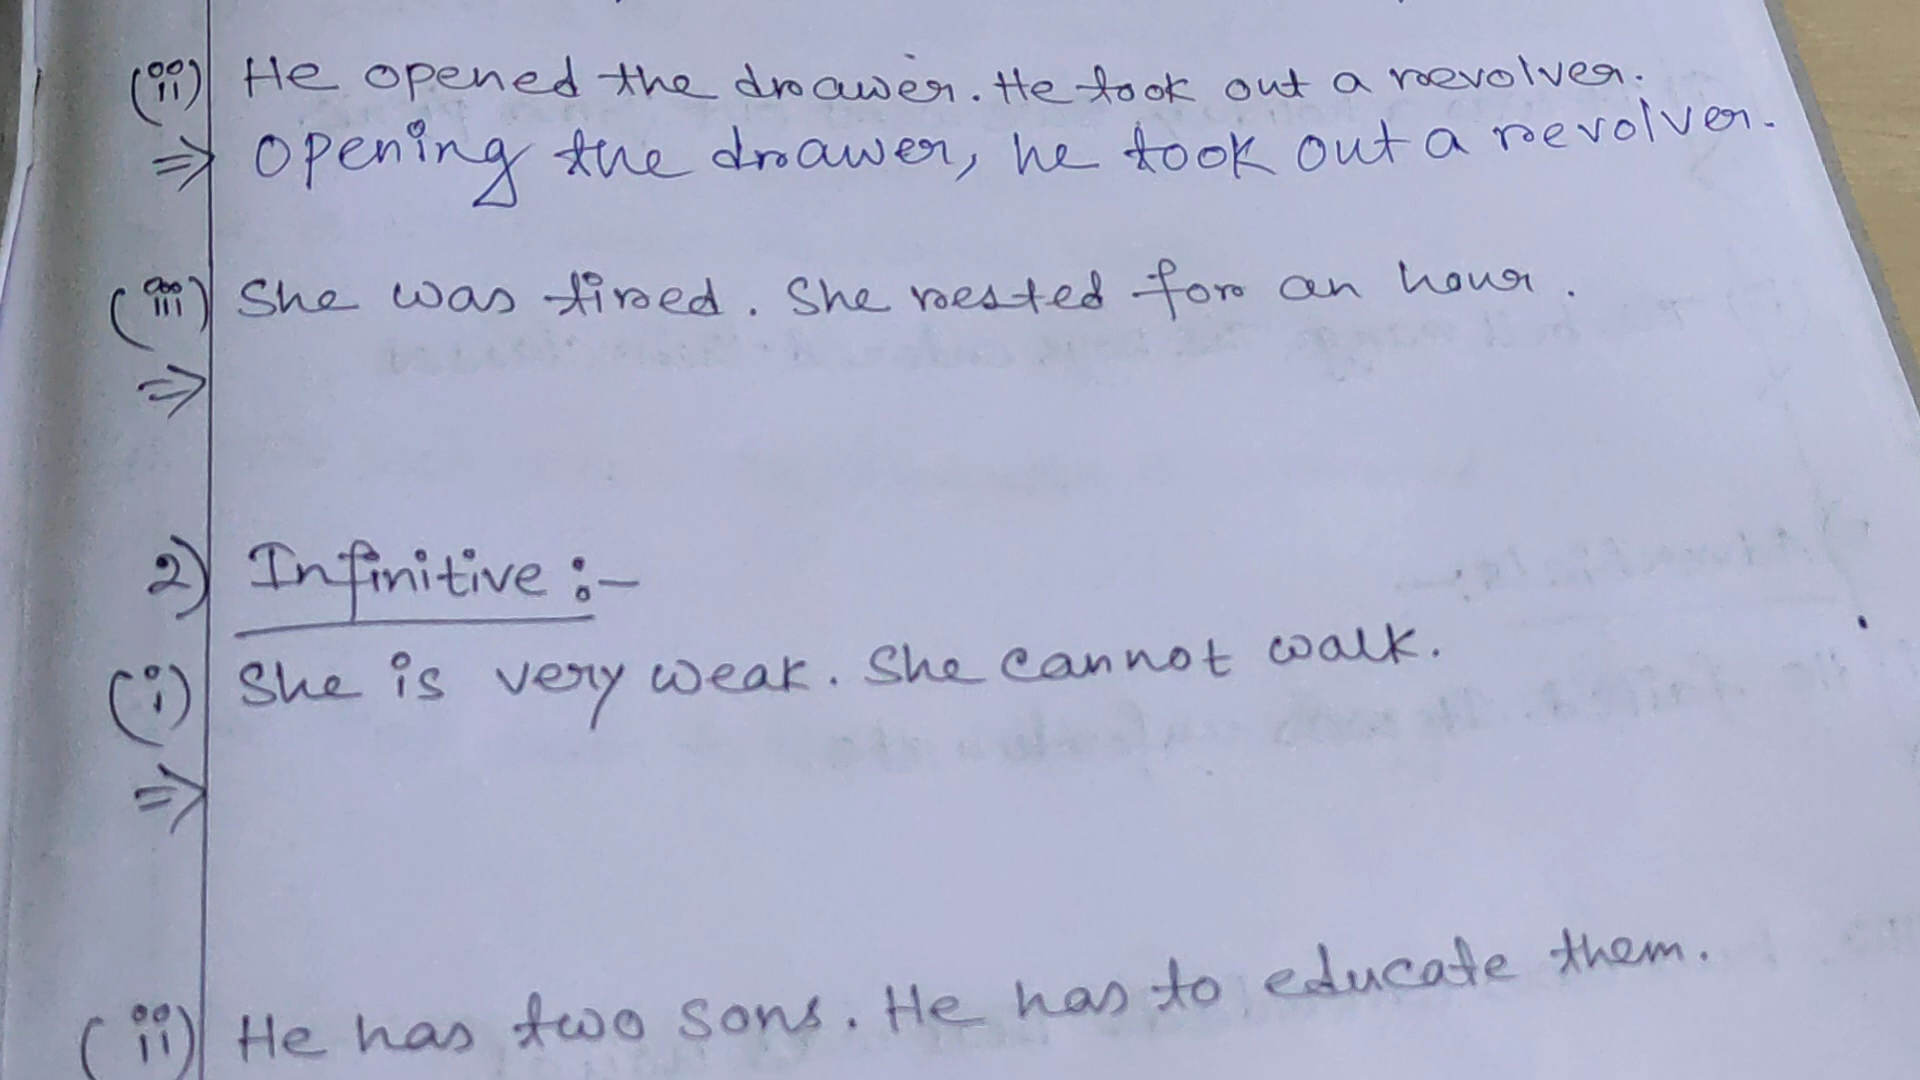 (ii) He opened the drawer. He took out a revolver.
⇒ Opening the drawer, he took out a revolver.
(iii) She was tired. She rested for an hour.
⇒
2) Infinitive :-
(i) She is very weak. She cannot walk.
⇒
(ii) He has two sons. He has to educate them.